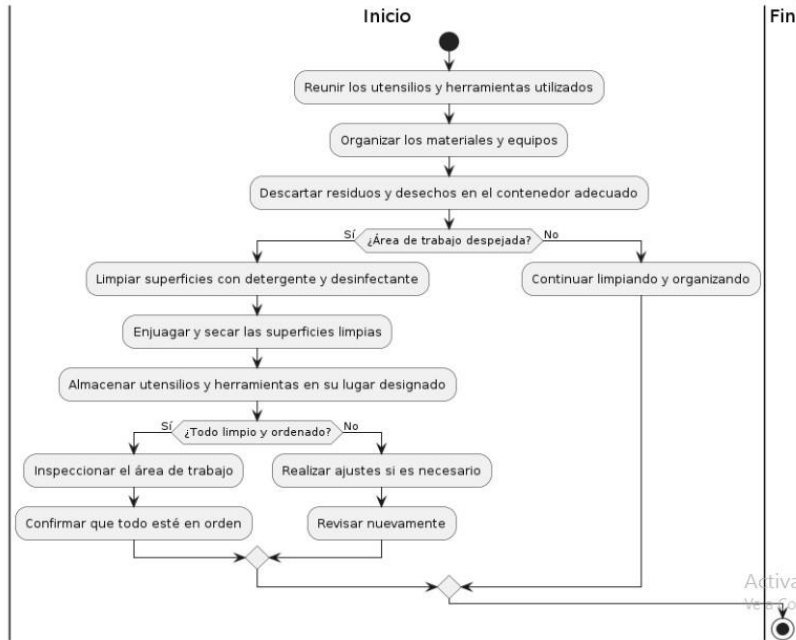 Inicio
Fin
Reunir los utensilios y herramientas utilizados
Organizar los materiales y equipos
Descartar residuos y desechos en el contenedor adecuado
Sí
¿Área de trabajo despejada?
No
Limpiar superficies con detergente y desinfectante
Continuar limpiando y organizando
Enjuagar y secar las superficies limpias
Almacenar utensilios y herramientas en su lugar designado
Sí
¿Todo limpio y ordenado?
No
Inspeccionar el área de trabajo
Realizar ajustes si es necesario
Confirmar que todo esté en orden
Revisar nuevamente
Activa
Ve a Co